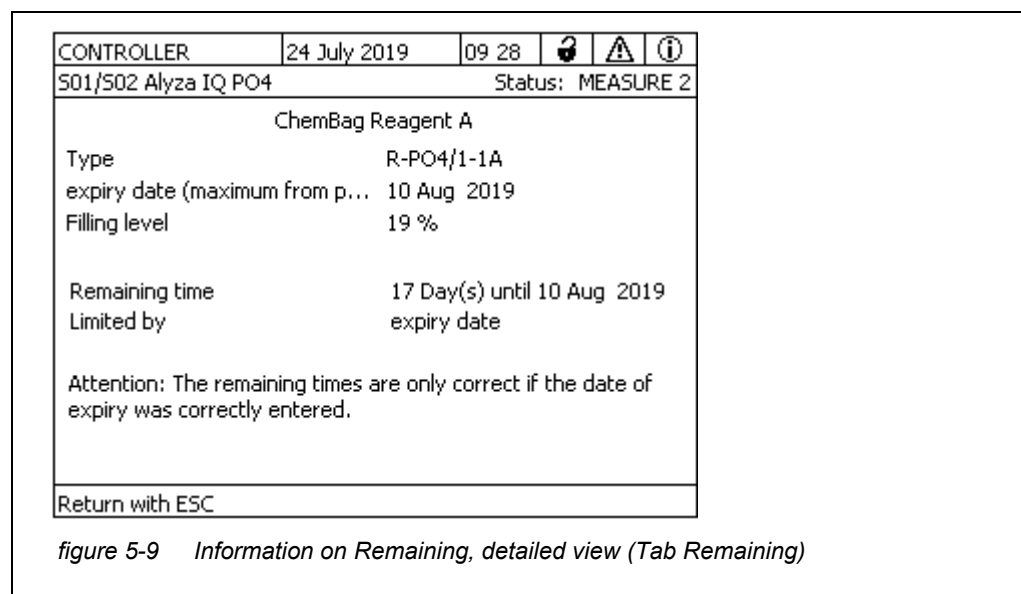 CONTROLLER 24 July 2019 09 28
S01/S02 Alyza IQ PO4 Status: MEASURE 2
ChemBag Reagent A
Type R-PO4/1-1A
expiry date (maximum from p... 10 Aug 2019
Filling level 19 %
Remaining time 17 Day(s) until 10 Aug 2019
Limited by expiry date
Attention: The remaining times are only correct if the date of
expiry was correctly entered.
Return with ESC
figure 5-9 Information on Remaining, detailed view (Tab Remaining)